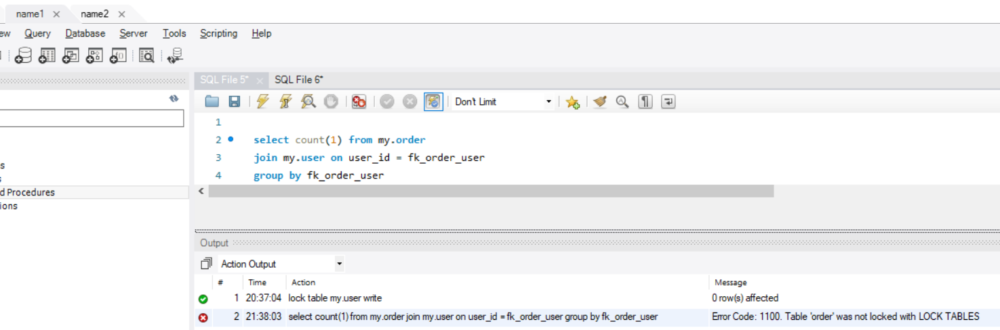 name1 × name2 ×
ew Query Database Server Tools Scripting Help
SQL File 5* × SQL File 6*
Don't Limit
1
2 select count(1) from my.order
3 join my.user on user_id = fk_order_user
4 group by fk_order_user
s
s
d Procedures
ions
Output
Action Output
# Time Action Message
1 20:37:04 lock table my.user write 0 row(s) affected
2 21:38:03 select count(1) from my.order join my.user on user_id = fk_order_user group by fk_order_user Error Code: 1100. Table 'order' was not locked with LOCK TABLES